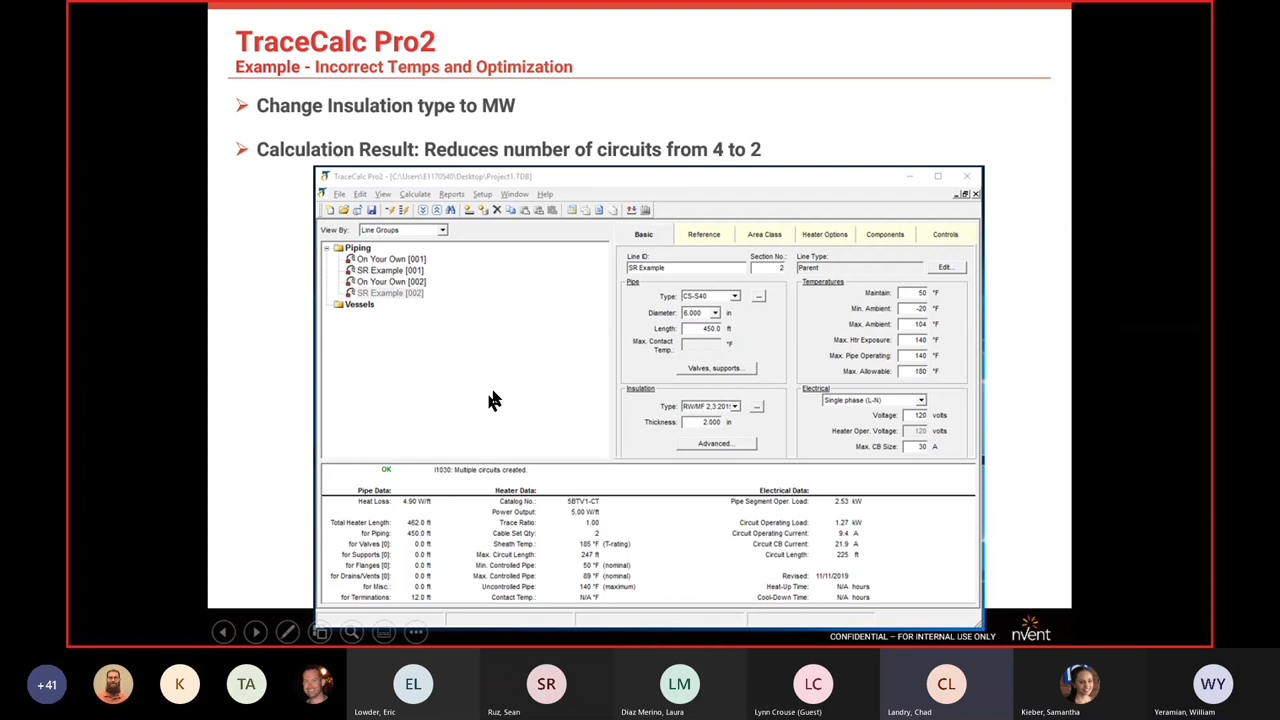 TraceCalc Pro2
Example - Incorrect Temps and Optimization
Change Insulation type to MW
Calculation Result: Reduces number of circuits from 4 to 2
TraceCalc Pro2 - [C:\Users\E1170540\Desktop\Project1.TDB]
File Edit View Calculate Reports Setup Window Help
View By: Line Groups
Piping
On Your Own [001]
SR Example [001]
On Your Own [002]
SR Example [002]
Vessels
Basic Reference Area Class Heater Options Components Controls
Line ID: Section No.: Line Type:
SR Example 2 Parent Edit...
Pipe
Type: CS-S40 ...
Diameter: 6.000 in
Length: 450.0 ft
Max. Contact Temp.: °F
Valves, supports...
Temperatures
Maintain: 50 °F
Min. Ambient: -20 °F
Max. Ambient: 104 °F
Max. Htr Exposure: 140 °F
Max. Pipe Operating: 140 °F
Max. Allowable: 180 °F
Insulation
Type: RW/MF 2,3:201 ...
Thickness: 2.000 in
Advanced...
Electrical
Single phase (L-N)
Voltage: 120 volts
Heater Oper. Voltage: 120 volts
Max. CB Size: 30 A
OK I1030: Multiple circuits created.
Pipe Data: Heater Data: Electrical Data:
Heat Loss: 4.90 W/ft Catalog No.: 5BTV1-CT Pipe Segment Oper. Load: 2.53 kW
Power Output: 5.00 W/ft
Total Heater Length: 462.0 ft Trace Ratio: 1.00 Circuit Operating Load: 1.27 kW
for Piping: 450.0 ft Cable Set Qty: 2 Circuit Operating Current: 9.4 A
for Valves [0]: 0.0 ft Sheath Temp.: 185 °F (T-rating) Circuit CB Current: 21.9 A
for Supports [0]: 0.0 ft Max. Circuit Length: 247 ft Circuit Length: 225 ft
for Flanges [0]: 0.0 ft Min. Controlled Pipe: 50 °F (nominal)
for Drains/Vents [0]: 0.0 ft Max. Controlled Pipe: 89 °F (nominal) Revised: 11/11/2019
for Misc.: 0.0 ft Uncontrolled Pipe: 140 °F (maximum) Heat-Up Time: N/A hours
for Terminations: 12.0 ft Contact Temp.: N/A °F Cool-Down Time: N/A hours
CONFIDENTIAL – FOR INTERNAL USE ONLY nVent
+41 K TA EL SR LM LC CL WY
Lowder, Eric Ruz, Sean Diaz Merino, Laura Lynn Crouse (Guest) Landry, Chad Kieber, Samantha Yeramian, William